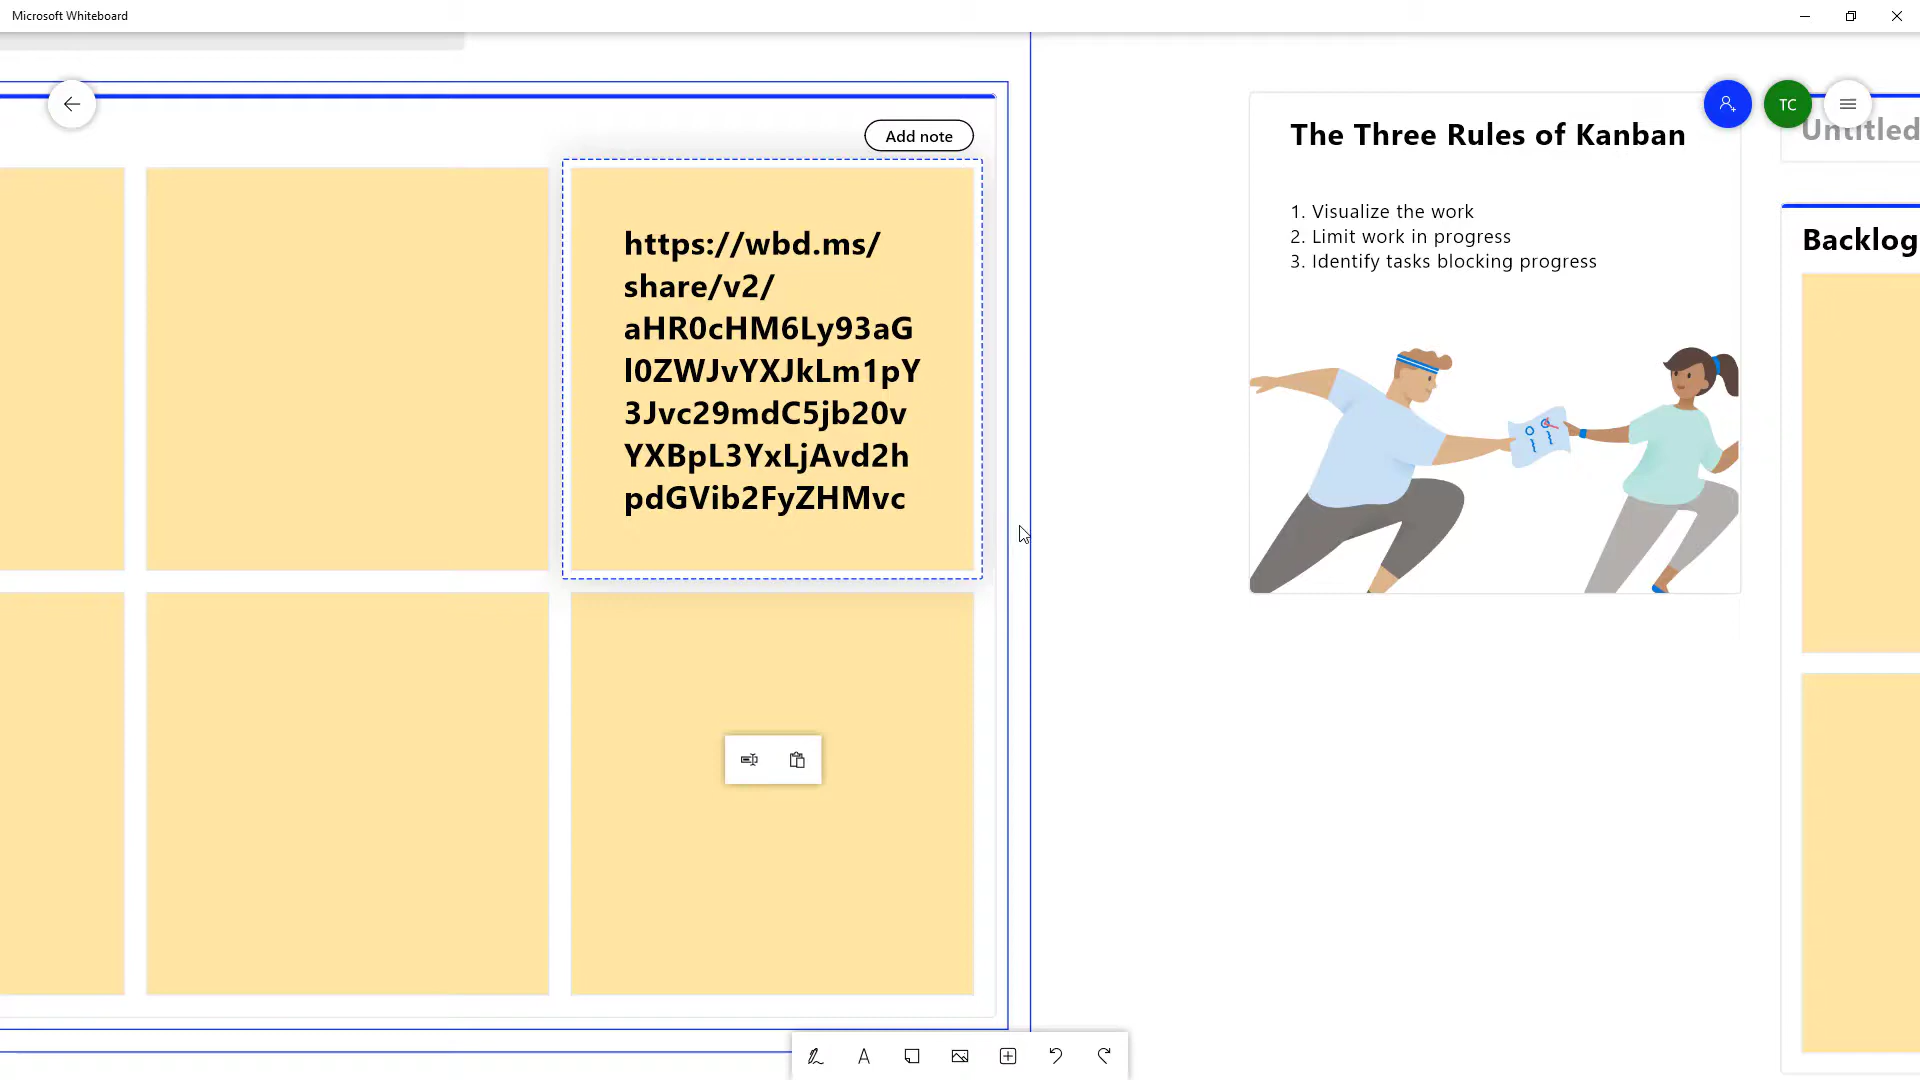 Microsoft Whiteboard
Add note
https://wbd.ms/
share/v2/
aHR0cHM6Ly93aG
l0ZWJvYXJkLm1pY
3Jvc29mdC5jb20v
YXBpL3YxLjAvd2h
pdGVib2FyZHMvc
The Three Rules of Kanban
1. Visualize the work
2. Limit work in progress
3. Identify tasks blocking progress
TC
Untitled
Backlog